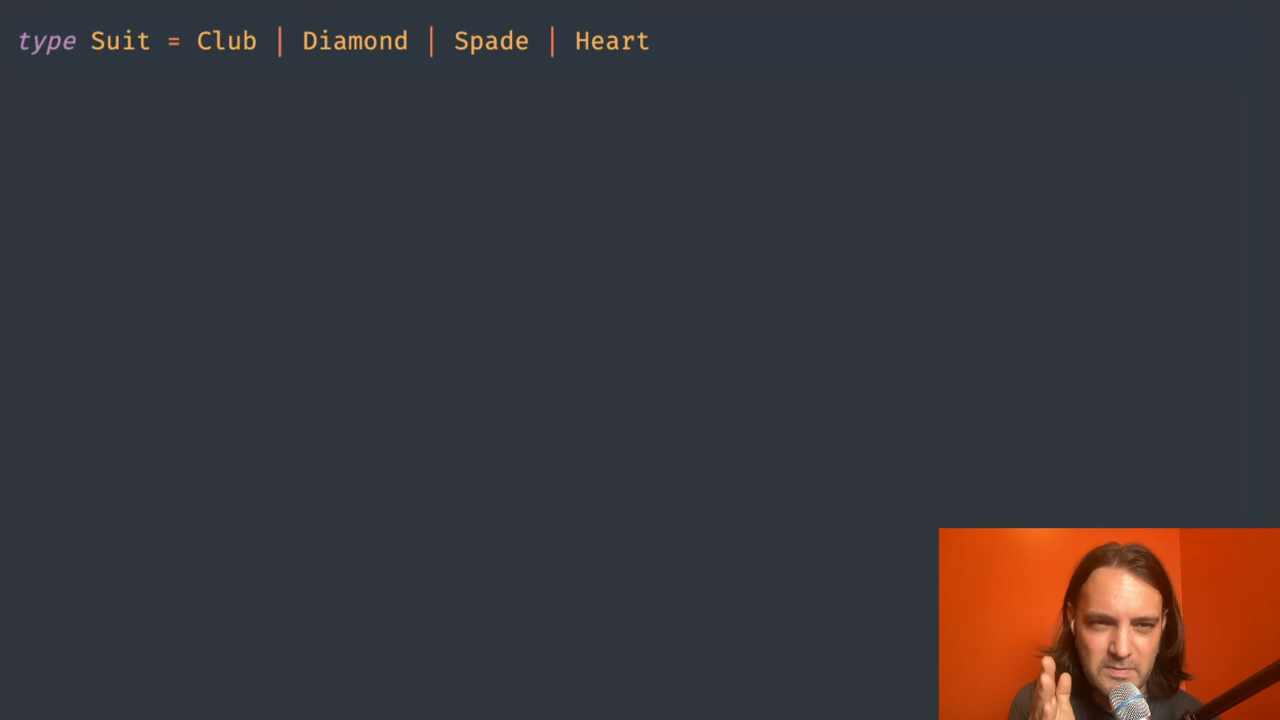 type Suit = Club | Diamond | Spade | Heart